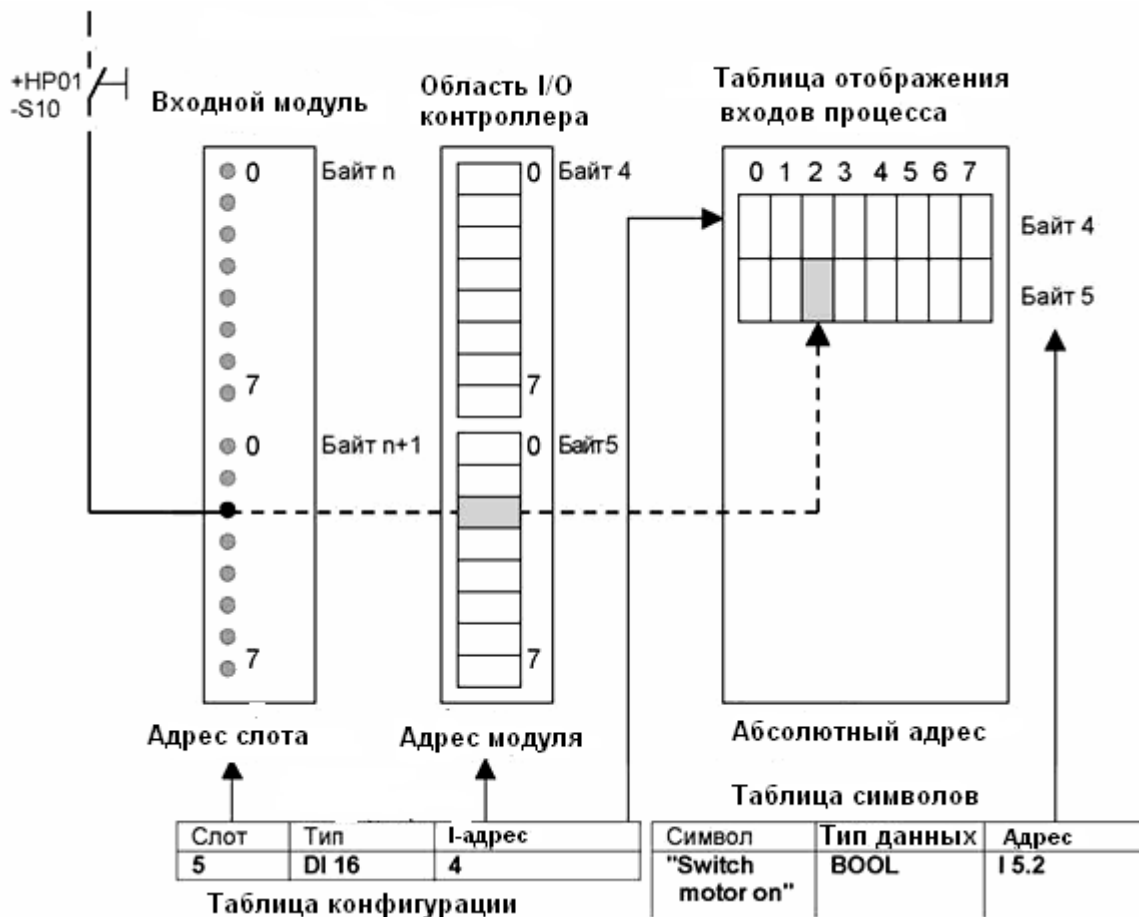 +HP01
-S10
Входной модуль
Область I/O
контроллера
Таблица отображения
входов процесса
0 Байт n
7
0 Байт n+1
7
0 Байт 4
7
0 Байт5
7
0 1 2 3 4 5 6 7
Байт 4
Байт 5
Адрес слота
Адрес модуля
Абсолютный адрес
Таблица символов
Слот Тип I-адрес
5 DI 16 4
Таблица конфигурации
Символ Тип данных Адрес
"Switch BOOL I 5.2
motor on"